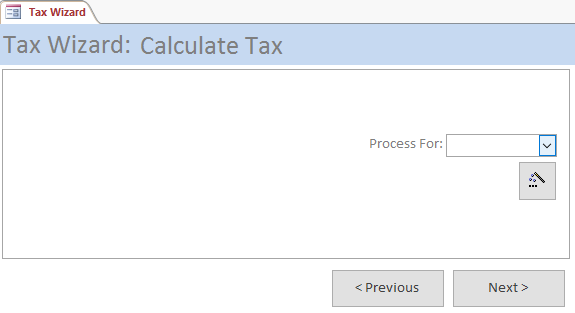 Tax Wizard
Tax Wizard: Calculate Tax
Process For:
< Previous
Next >